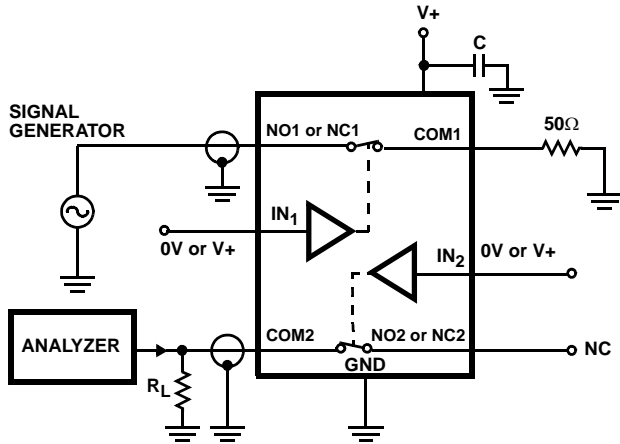 V+
C
SIGNAL
GENERATOR
NO1 or NC1
COM1
50Ω
IN1
0V or V+
IN2
0V or V+
ANALYZER
COM2
NO2 or NC2
NC
RL
GND